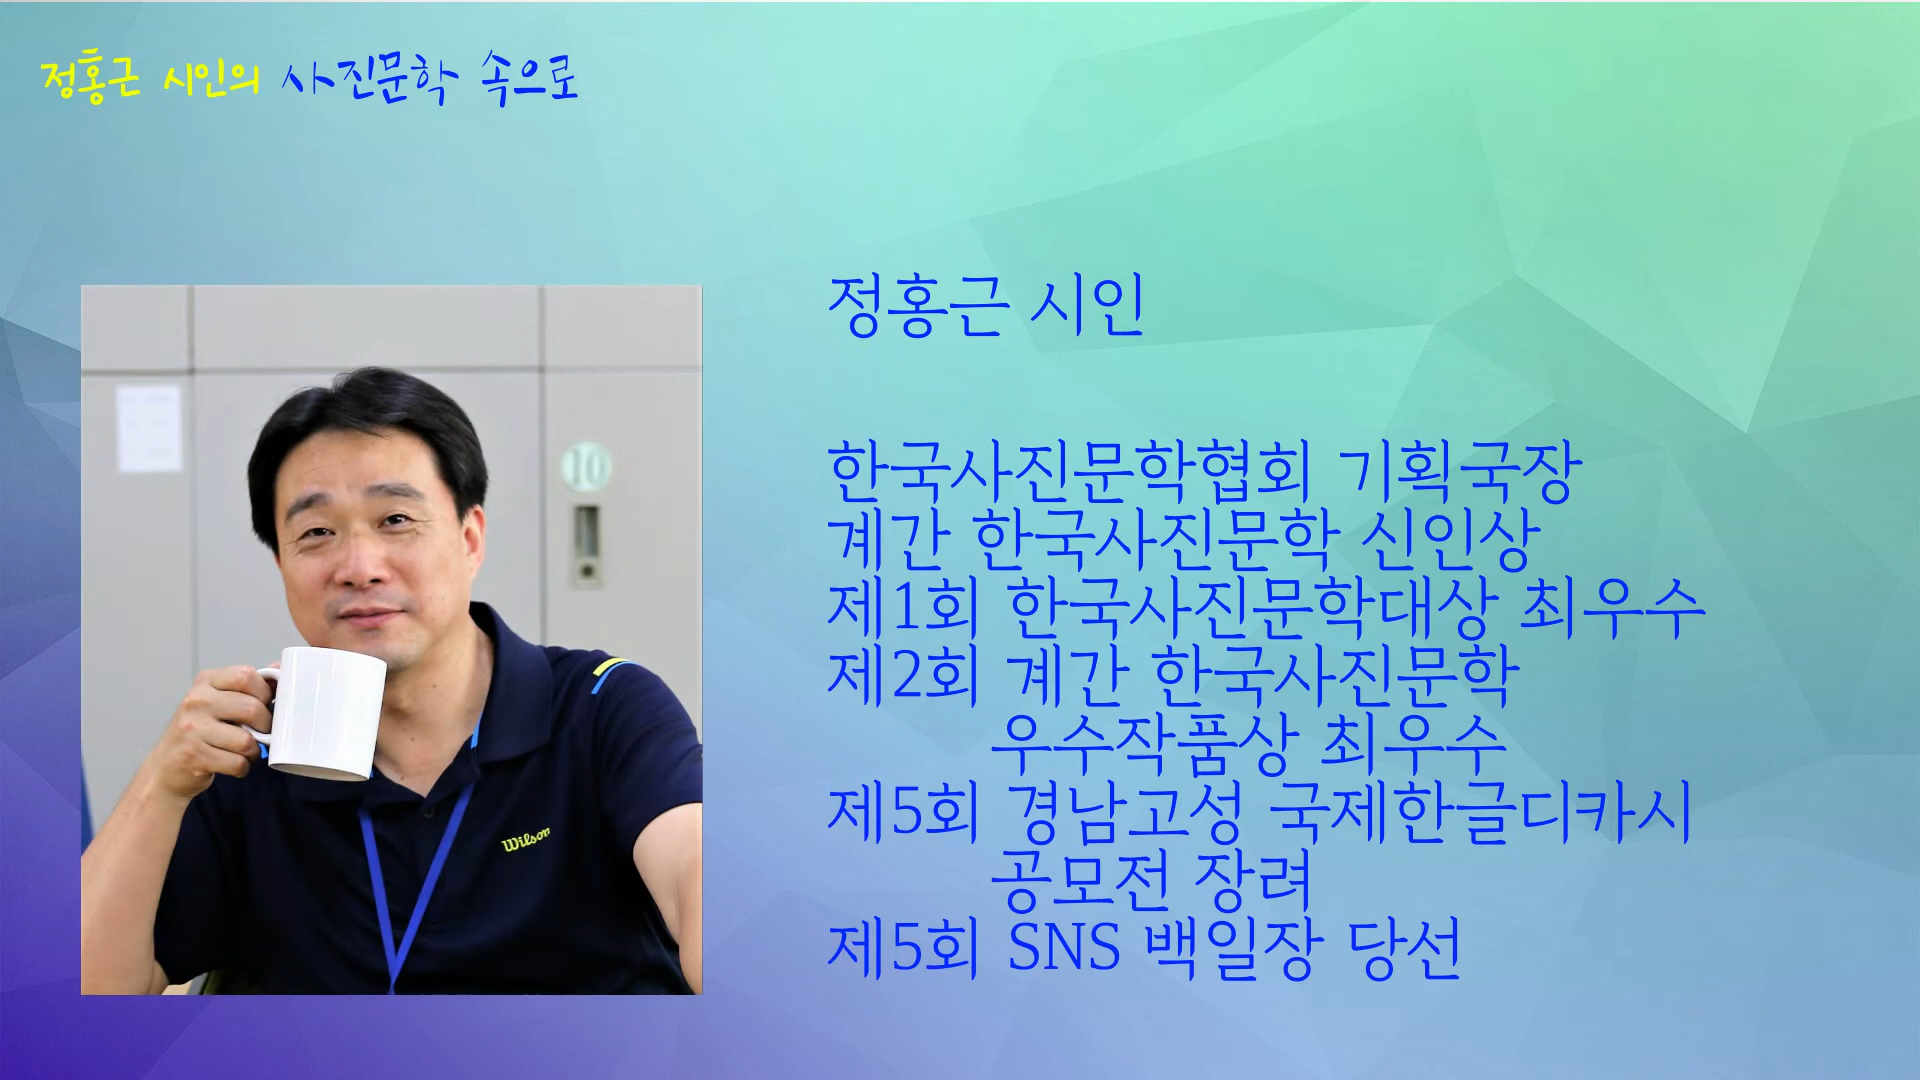 정홍근 시인의 사진문학 속으로
정홍근 시인
한국사진문학협회 기획국장
계간 한국사진문학 신인상
제1회 한국사진문학대상 최우수
제2회 계간 한국사진문학
우수작품상 최우수
제5회 경남고성 국제한글디카시
공모전 장려
제5회 SNS 백일장 당선
10
Wilson